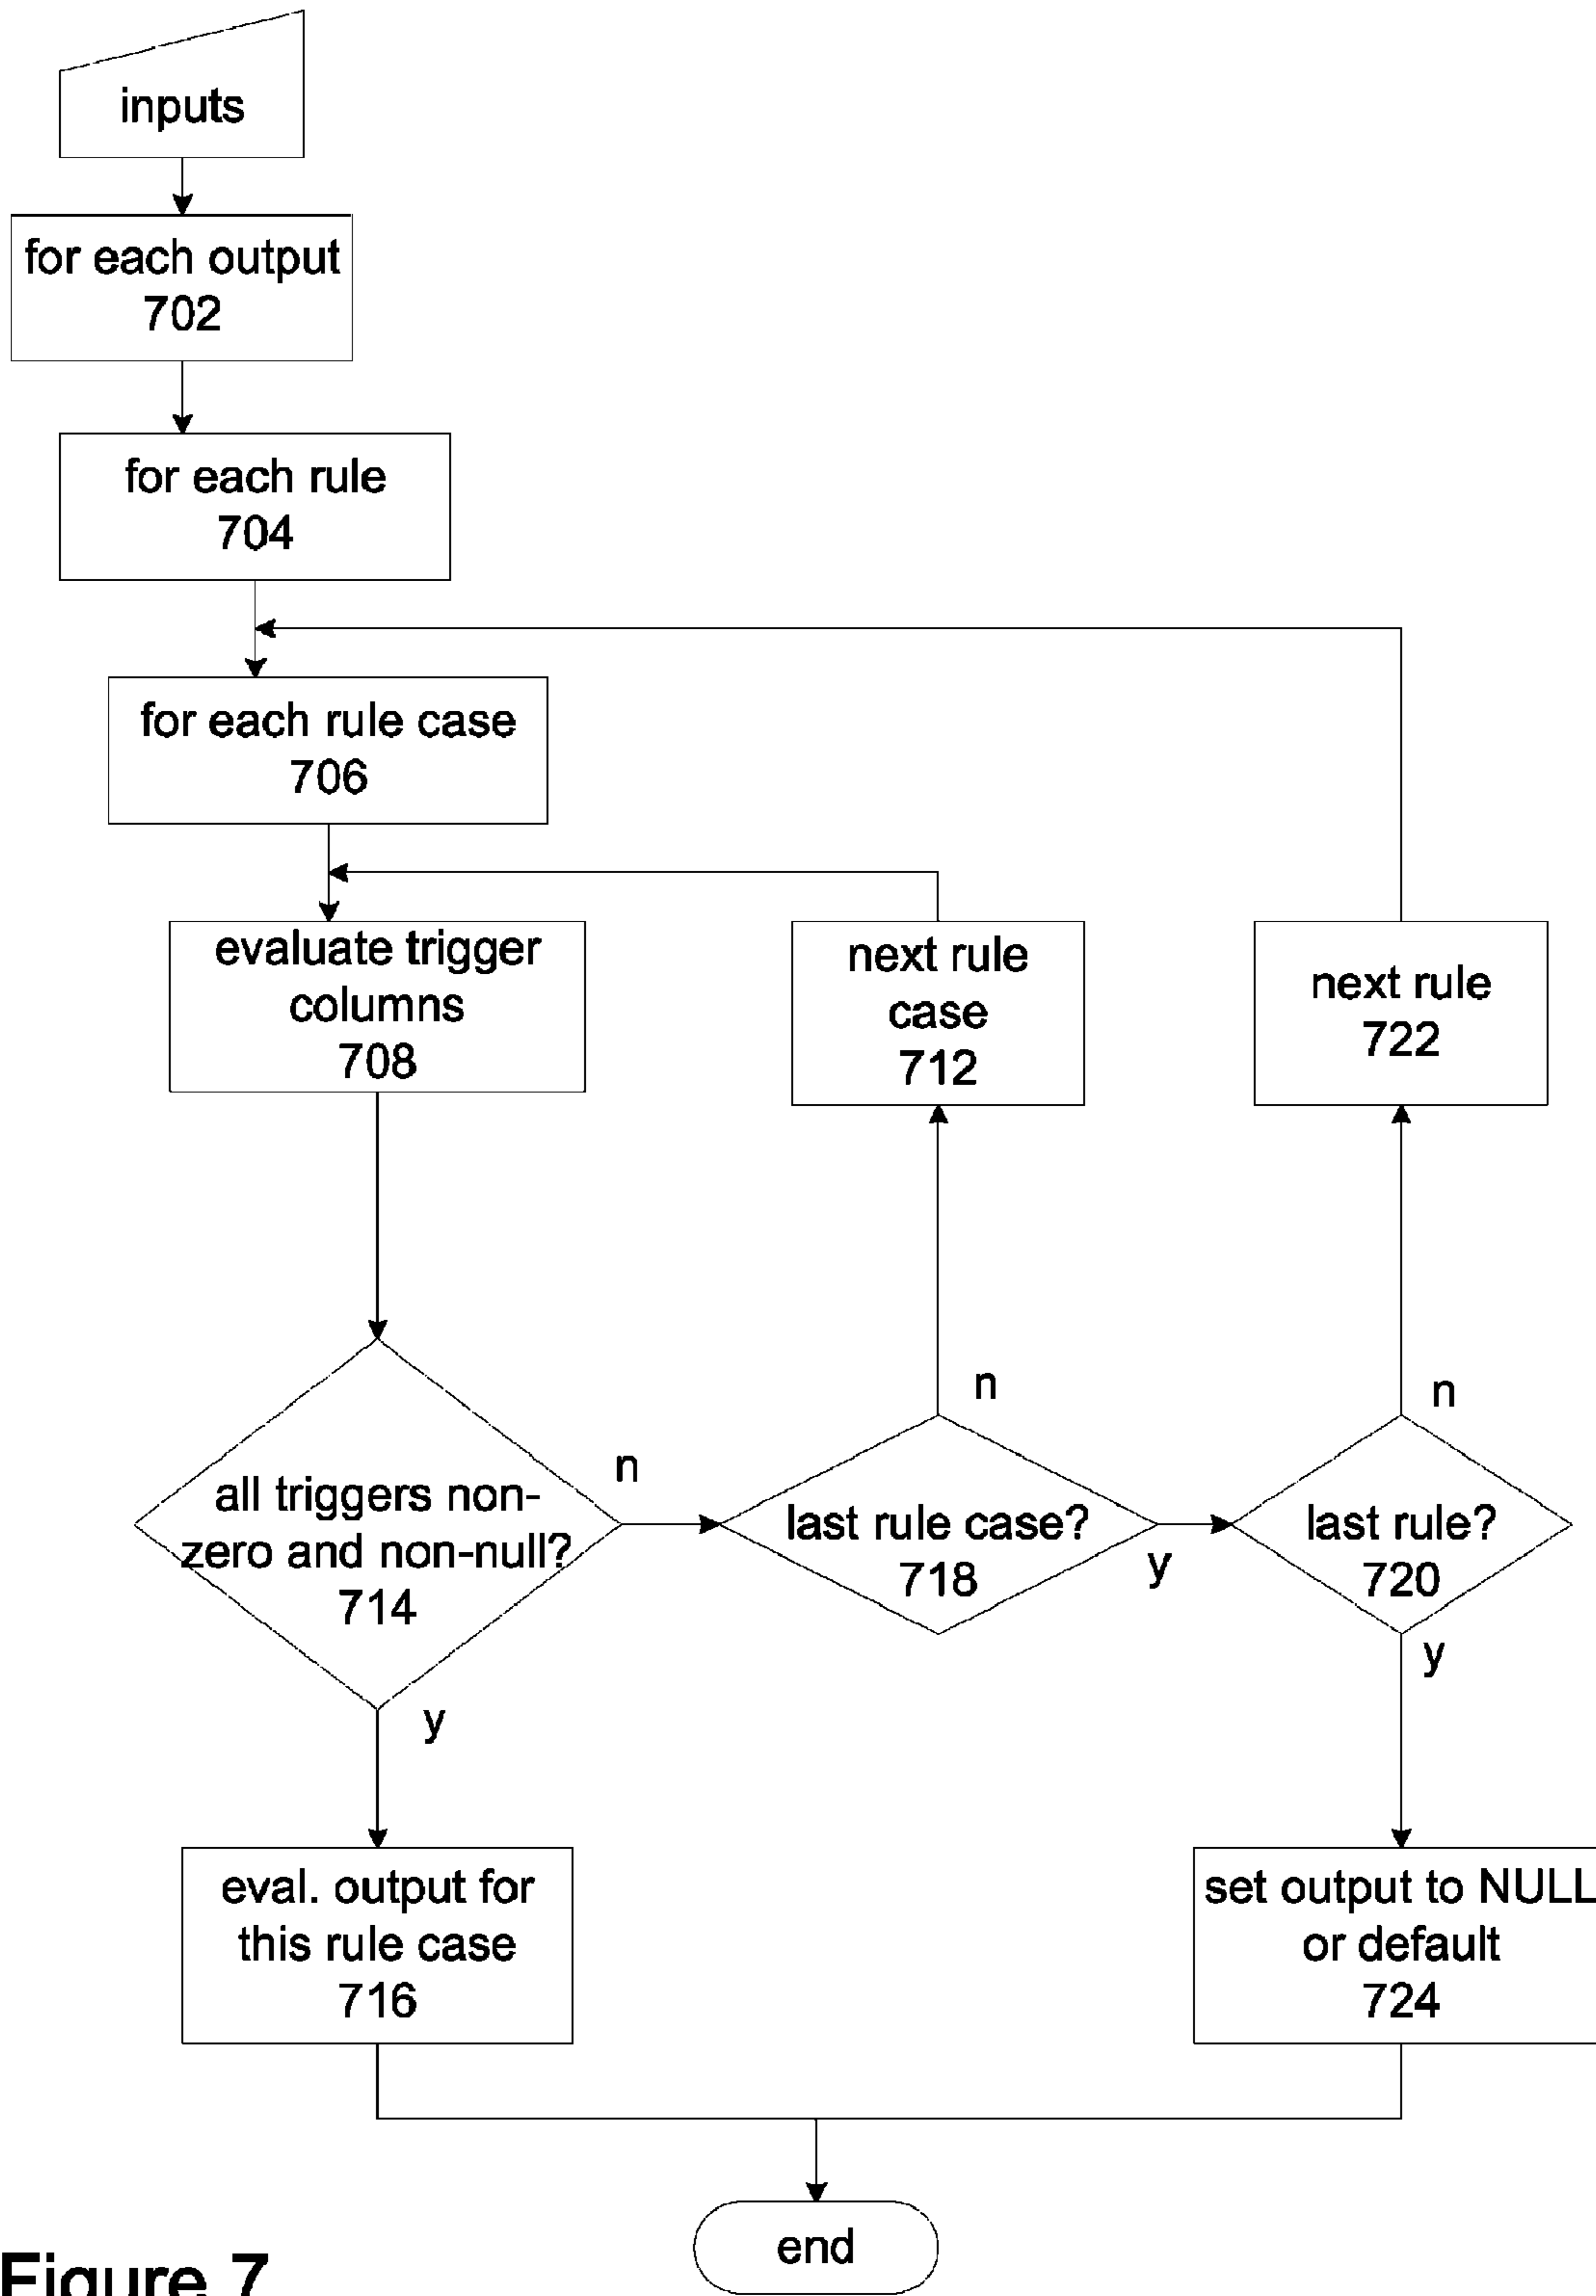 inputs
for each output
702
for each rule
704
for each rule case
706
evaluate trigger
columns
708
next rule
case
712
next rule
722
all triggers non-
zero and non-null?
714
n
last rule case?
718
n
y
last rule?
720
n
y
y
eval. output for
this rule case
716
set output to NULL
or default
724
end
Figure 7